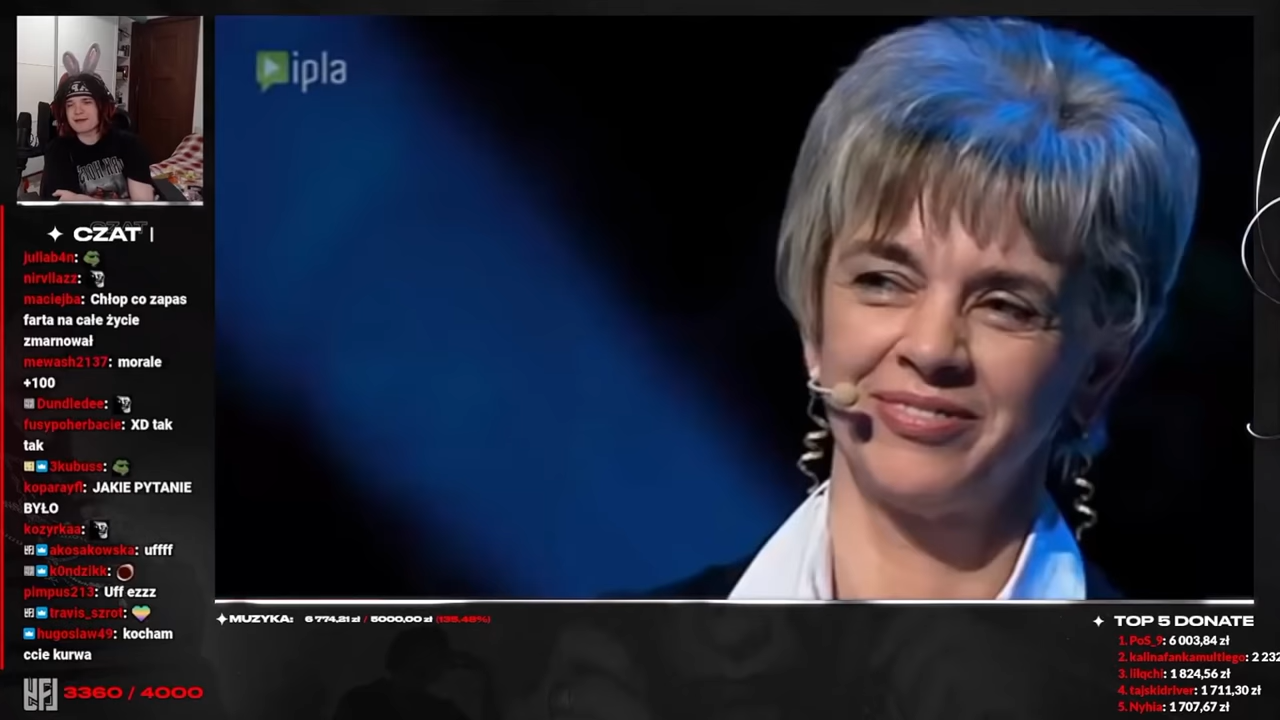 ipla
CZAT
jullab4n:
nirvllazz:
maciejba: Chłop co zapas
farta na całe życie
zmarnował
mewash2137: morale
+100
Dundledee:
fusypoherbacie: XD tak
tak
3kubuss:
koparayfl: JAKIE PYTANIE
BYŁO
kozyrkaa:
akosakowska: uffff
k0ndzikk:
pimpus213: Uff ezzz
travis_szrot:
hugoslaw49: kocham
ccie kurwa
3360 / 4000
MUZYKA: 6 774,21 zł / 5000,00 zł (135,48%)
TOP 5 DONATE
1. PoS_9: 6 003,84 zł
2. kalinafankamultiego: 2 232
3. lilqchi: 1 824,56 zł
4. tajskidriver: 1 711,30 zł
5. Nyhia: 1 707,67 zł